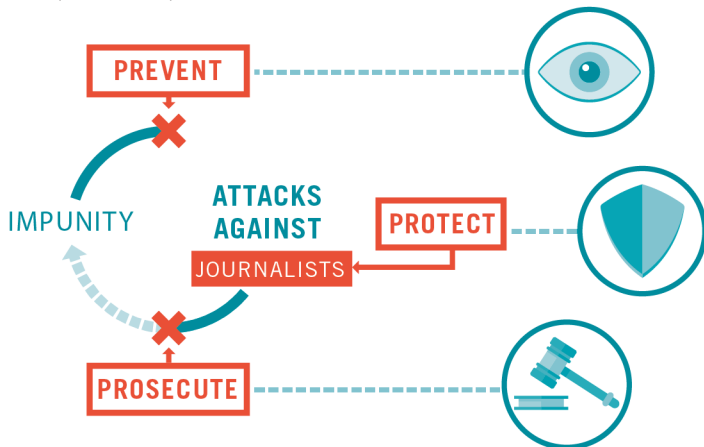 PREVENT
ATTACKS
AGAINST
IMPUNITY
PROTECT
JOURNALISTS
PROSECUTE